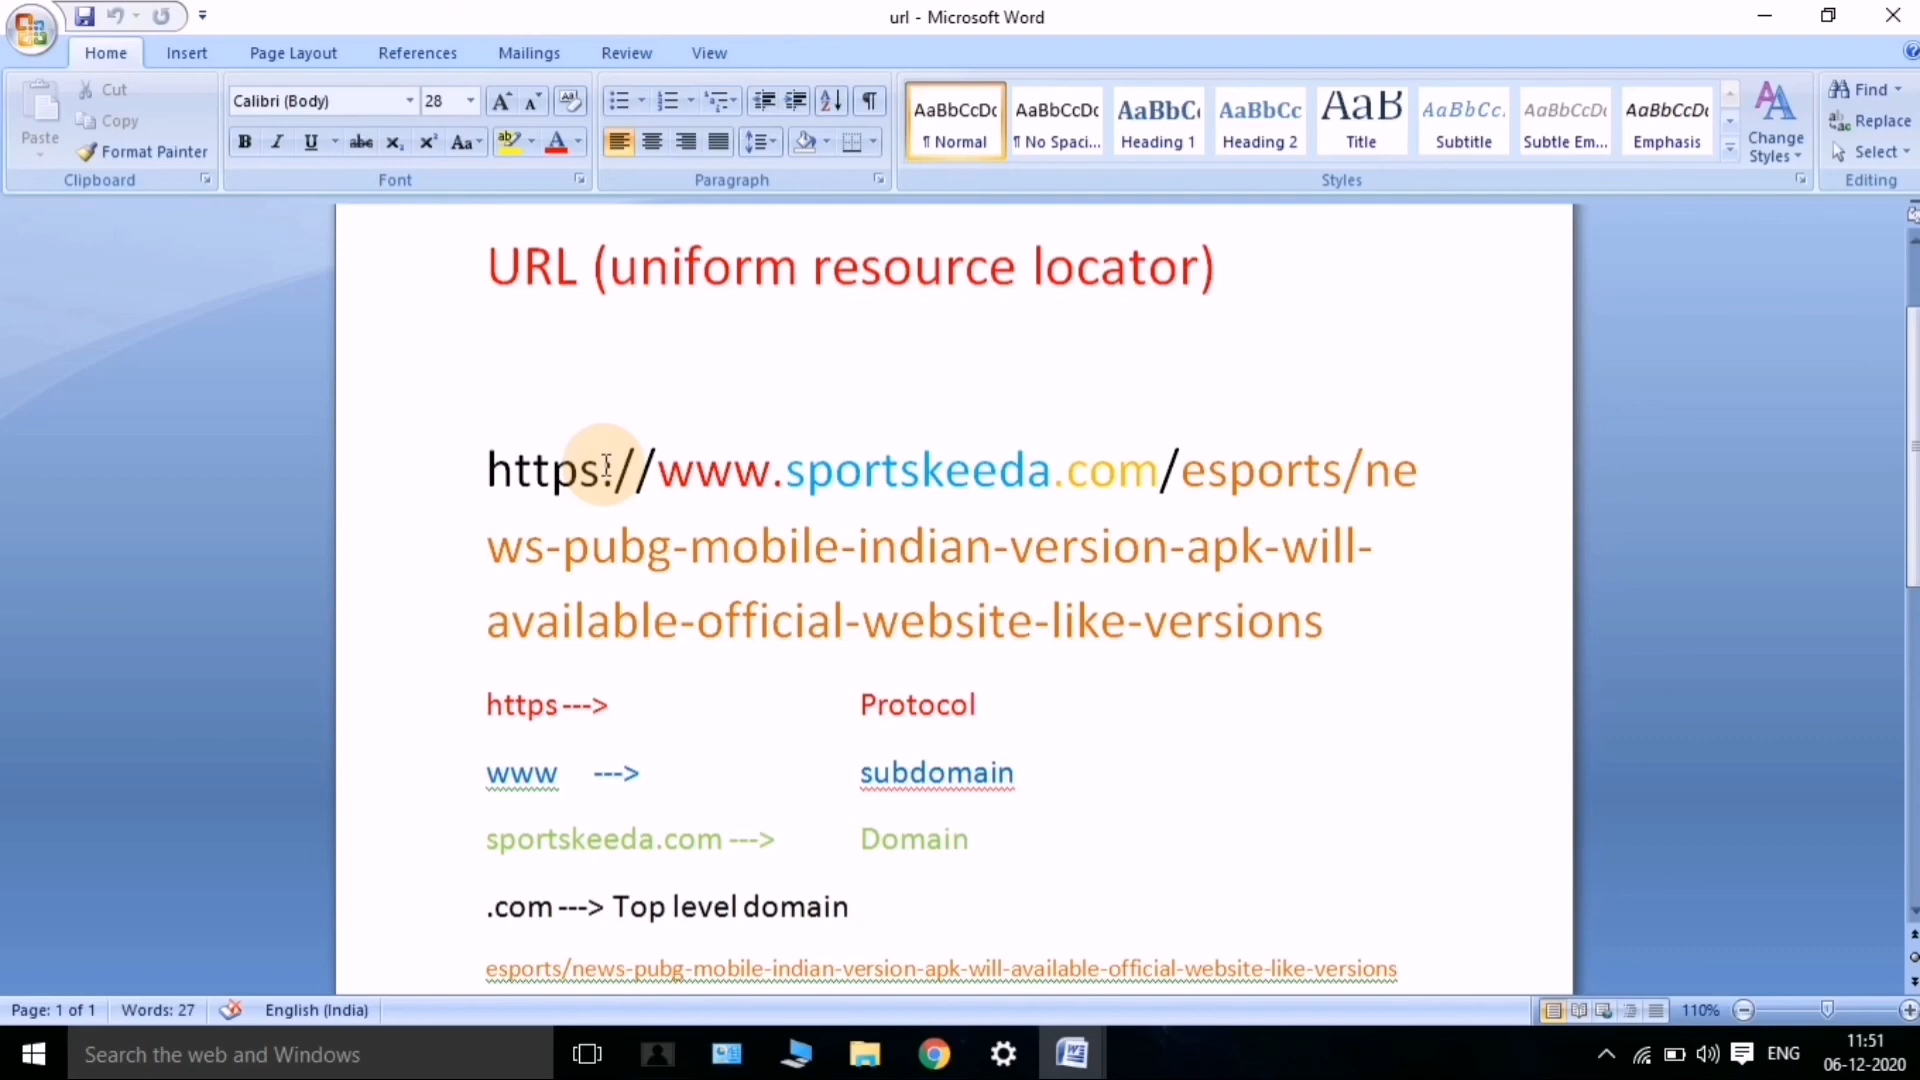 url - Microsoft Word
Home Insert Page Layout References Mailings Review View
Paste
Cut
Copy
Format Painter
Clipboard
Calibri (Body) 28
Font
Paragraph
AaBbCcDc AaBbCcDc AaBbC AaBbCc AaB AaBbCc. AaBbCcDc AaBbCcDc
¶ Normal ¶ No Spaci... Heading 1 Heading 2 Title Subtitle Subtle Em... Emphasis
Change Styles
Styles
Find
Replace
Select
Editing
URL (uniform resource locator)
https://www.sportskeeda.com/esports/ne
ws-pubg-mobile-indian-version-apk-will-
available-official-website-like-versions
https ---> Protocol
www ---> subdomain
sportskeeda.com ---> Domain
.com ---> Top level domain
esports/news-pubg-mobile-indian-version-apk-will-available-official-website-like-versions
Page: 1 of 1 Words: 27 English (India) 110%
Search the web and Windows
ENG
11:51
06-12-2020